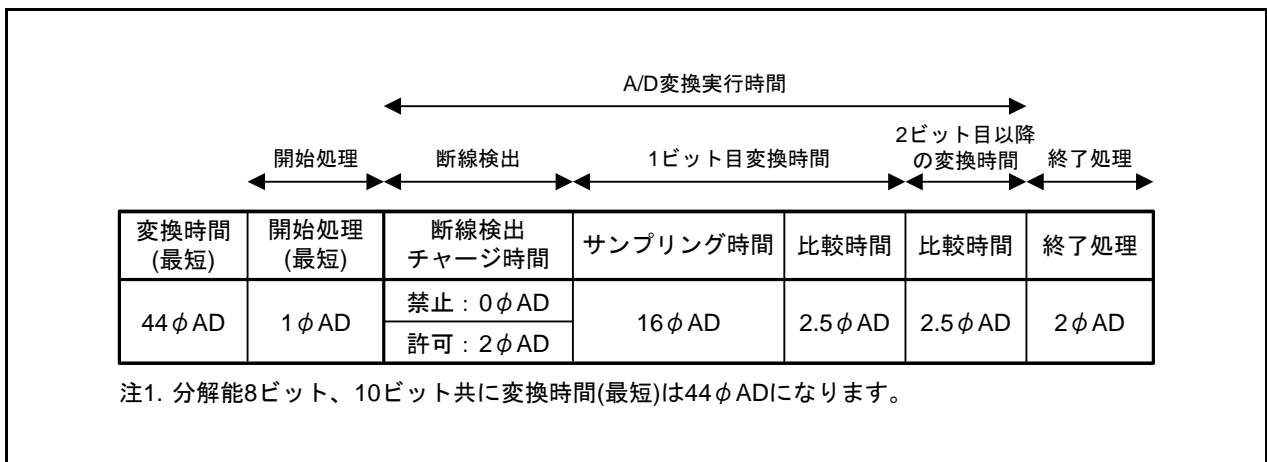 A/D変換実行時間
開始処理
断線検出
1ビット目変換時間
2ビット目以降
の変換時間
終了処理
変換時間
(最短)
開始処理
(最短)
断線検出
チャージ時間
サンプリング時間
比較時間
比較時間
終了処理
44φAD
1φAD
禁止：0φAD
許可：2φAD
16φAD
2.5φAD
2.5φAD
2φAD
注1. 分解能8ビット、10ビット共に変換時間(最短)は44φADになります。